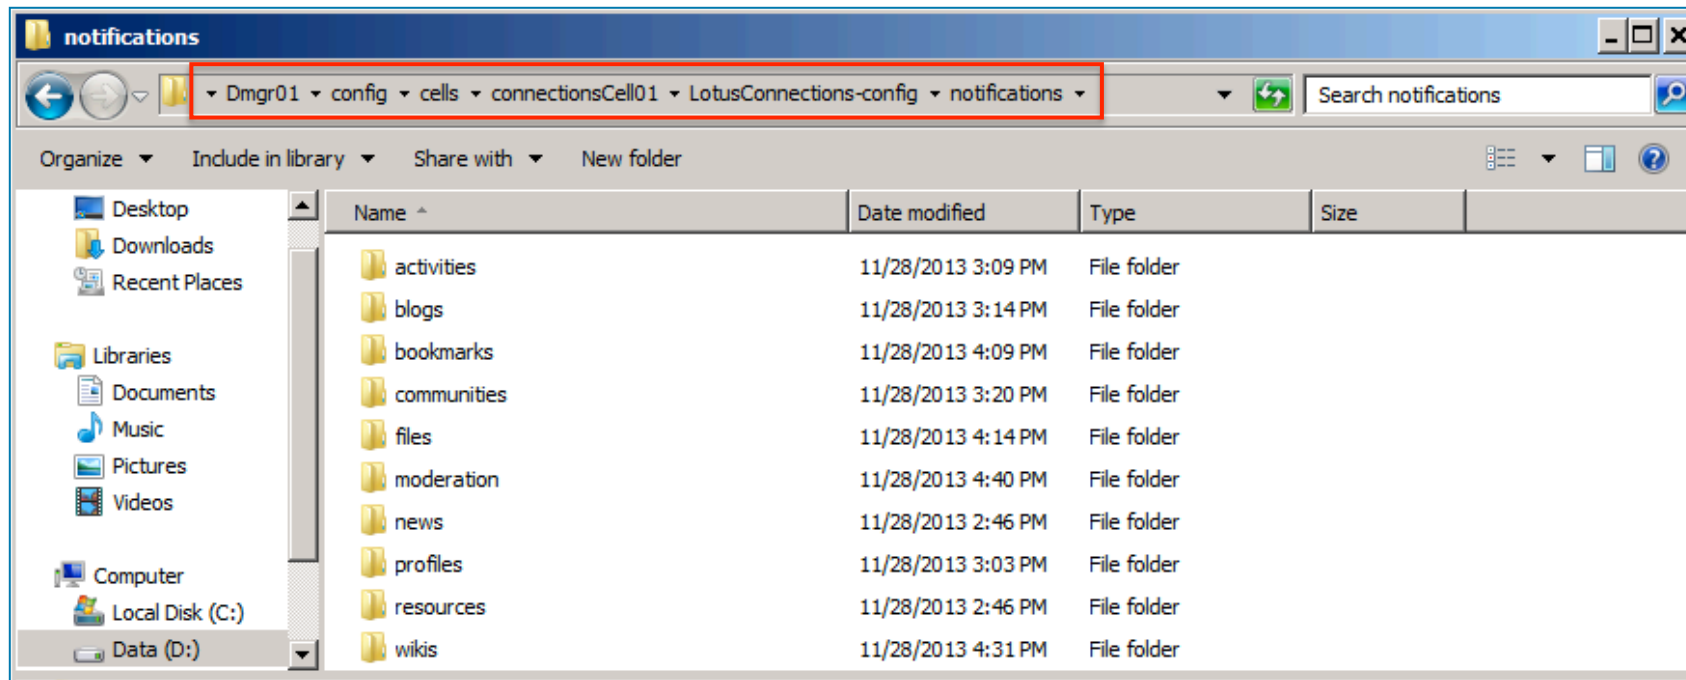 notifications
Dmgr01 config cells connectionsCell01 LotusConnections-config notifications
Search notifications
Organize Include in library Share with New folder
Desktop
Downloads
Recent Places
Libraries
Documents
Music
Pictures
Videos
Computer
Local Disk (C:)
Data (D:)
Name Date modified Type Size
activities 11/28/2013 3:09 PM File folder
blogs 11/28/2013 3:14 PM File folder
bookmarks 11/28/2013 4:09 PM File folder
communities 11/28/2013 3:20 PM File folder
files 11/28/2013 4:14 PM File folder
moderation 11/28/2013 4:40 PM File folder
news 11/28/2013 2:46 PM File folder
profiles 11/28/2013 3:03 PM File folder
resources 11/28/2013 2:46 PM File folder
wikis 11/28/2013 4:31 PM File folder